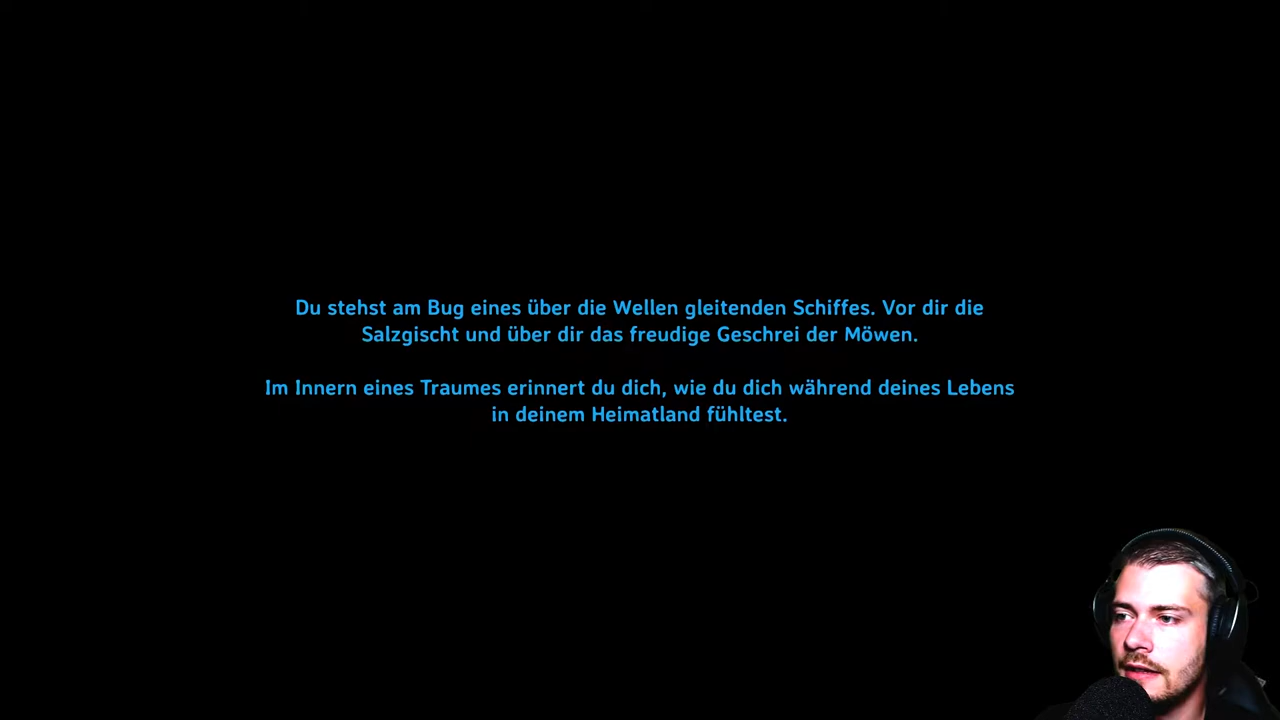 Du stehst am Bug eines über die Wellen gleitenden Schiffes. Vor dir die
Salzgischt und über dir das freudige Geschrei der Möwen.
Im Innern eines Traumes erinnert du dich, wie du dich während deines Lebens
in deinem Heimatland fühltest.